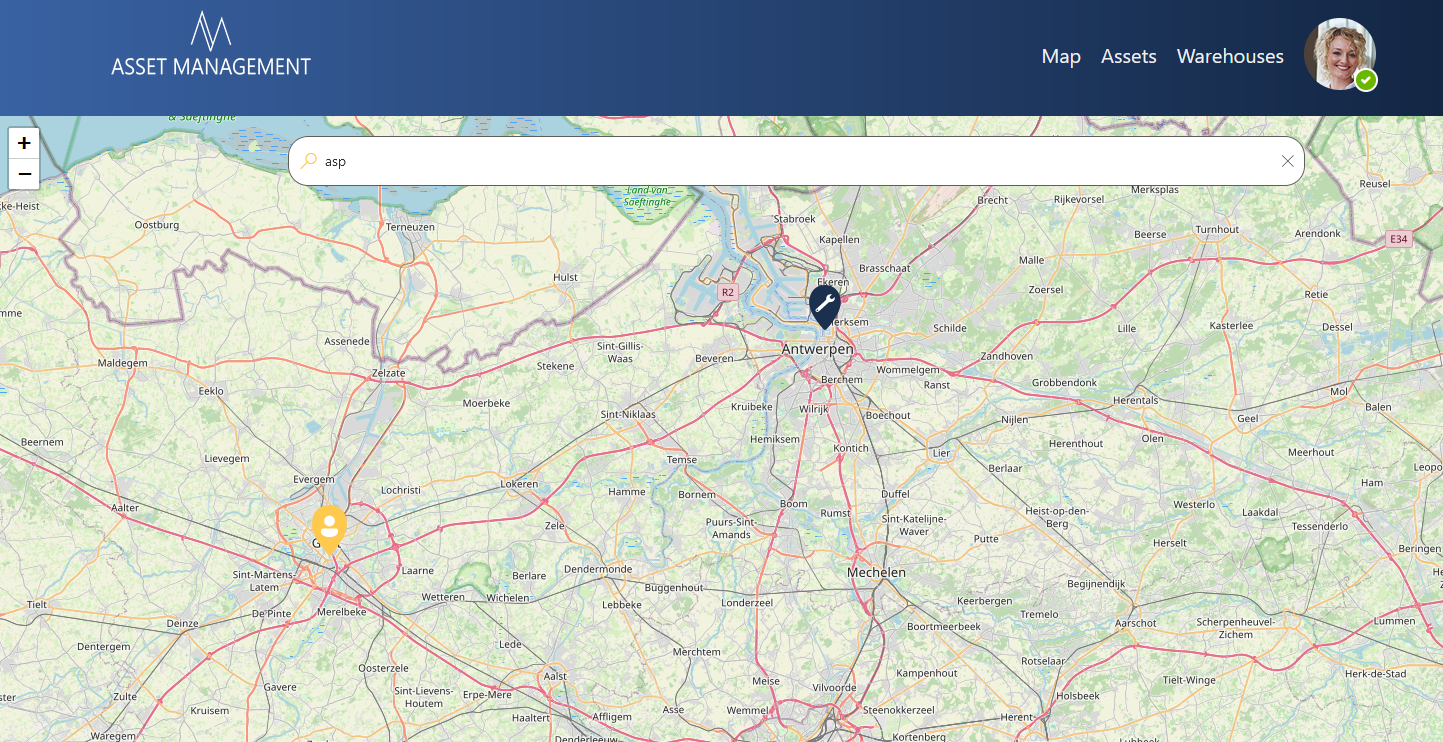 ASSET MANAGEMENT
Map
Assets
Warehouses
& Saeftinghe
+
asp
−
Land van
Saeftinghe
Merksplas
Reusel
Brecht
Rijkevorsel
ke-Heist
Oostburg
Terneuzen
Stabroek
Turnhout
Arendonk
Beerse
E34
Kapellen
Malle
Brasschaat
Hulst
Ekeren
Zoersel
R2
Retie
mme
Schilde
Lille
Kasterlee
Dessel
Assenede
Sint-Gillis-
Waas
Antwerpen
Beveren
Zandhoven
Maldegem
Stekene
Zelzate
Wommelgem
Berchem
Ranst
Grobbendonk
Eeklo
Mol
Moerbeke
Kruibeke
Wilrijk
Herentals
Balen
Sint-Niklaas
Boechout
Nijlen
Geel
Beernem
Hemiksem
Olen
Herenthout
Kontich
Lier
Meerhout
Lievegem
Temse
Berlaar
Leopo
Evergem
Lochristi
Lokeren
Hamme
Bornem
Duffel
Ham
Aalter
Boom
Rumst
Westerlo
Heist-op-den-
Berg
Laakdal
Sint-Katelijne-
Waver
Zele
Puurs-Sint-
Amands
Tessenderlo
Putte
Herselt
Beringen
Laarne
Dendermonde
Mechelen
Sint-Martens-
Latem
Berlare
Buggenhout
Begijnendijk
He
Wetteren
Wichelen
Tielt
Lebbeke
Londerzeel
Keerbergen
De Pinte
Merelbeke
Tremelo
Deinze
Boortmeerbeek
Aarschot
Scherpenheuvel-
Zichem
Lummen
Dentergem
Lede
Merchtem
Rotselaar
Oosterzele
Aalst
Kampenhout
Gavere
Meise
Vilvoorde
Tielt-Winge
Herk-de-Stad
ster
Zulte
Sint-Lievens-
Houtem
Erpe-Mere
Holsbeek
Kruisem
Asse
Wemmel
Steenokkerzeel
Haaltert
Affligem
Herent
Waregem
Denderleeuw
Kortenberg
Lubbeek